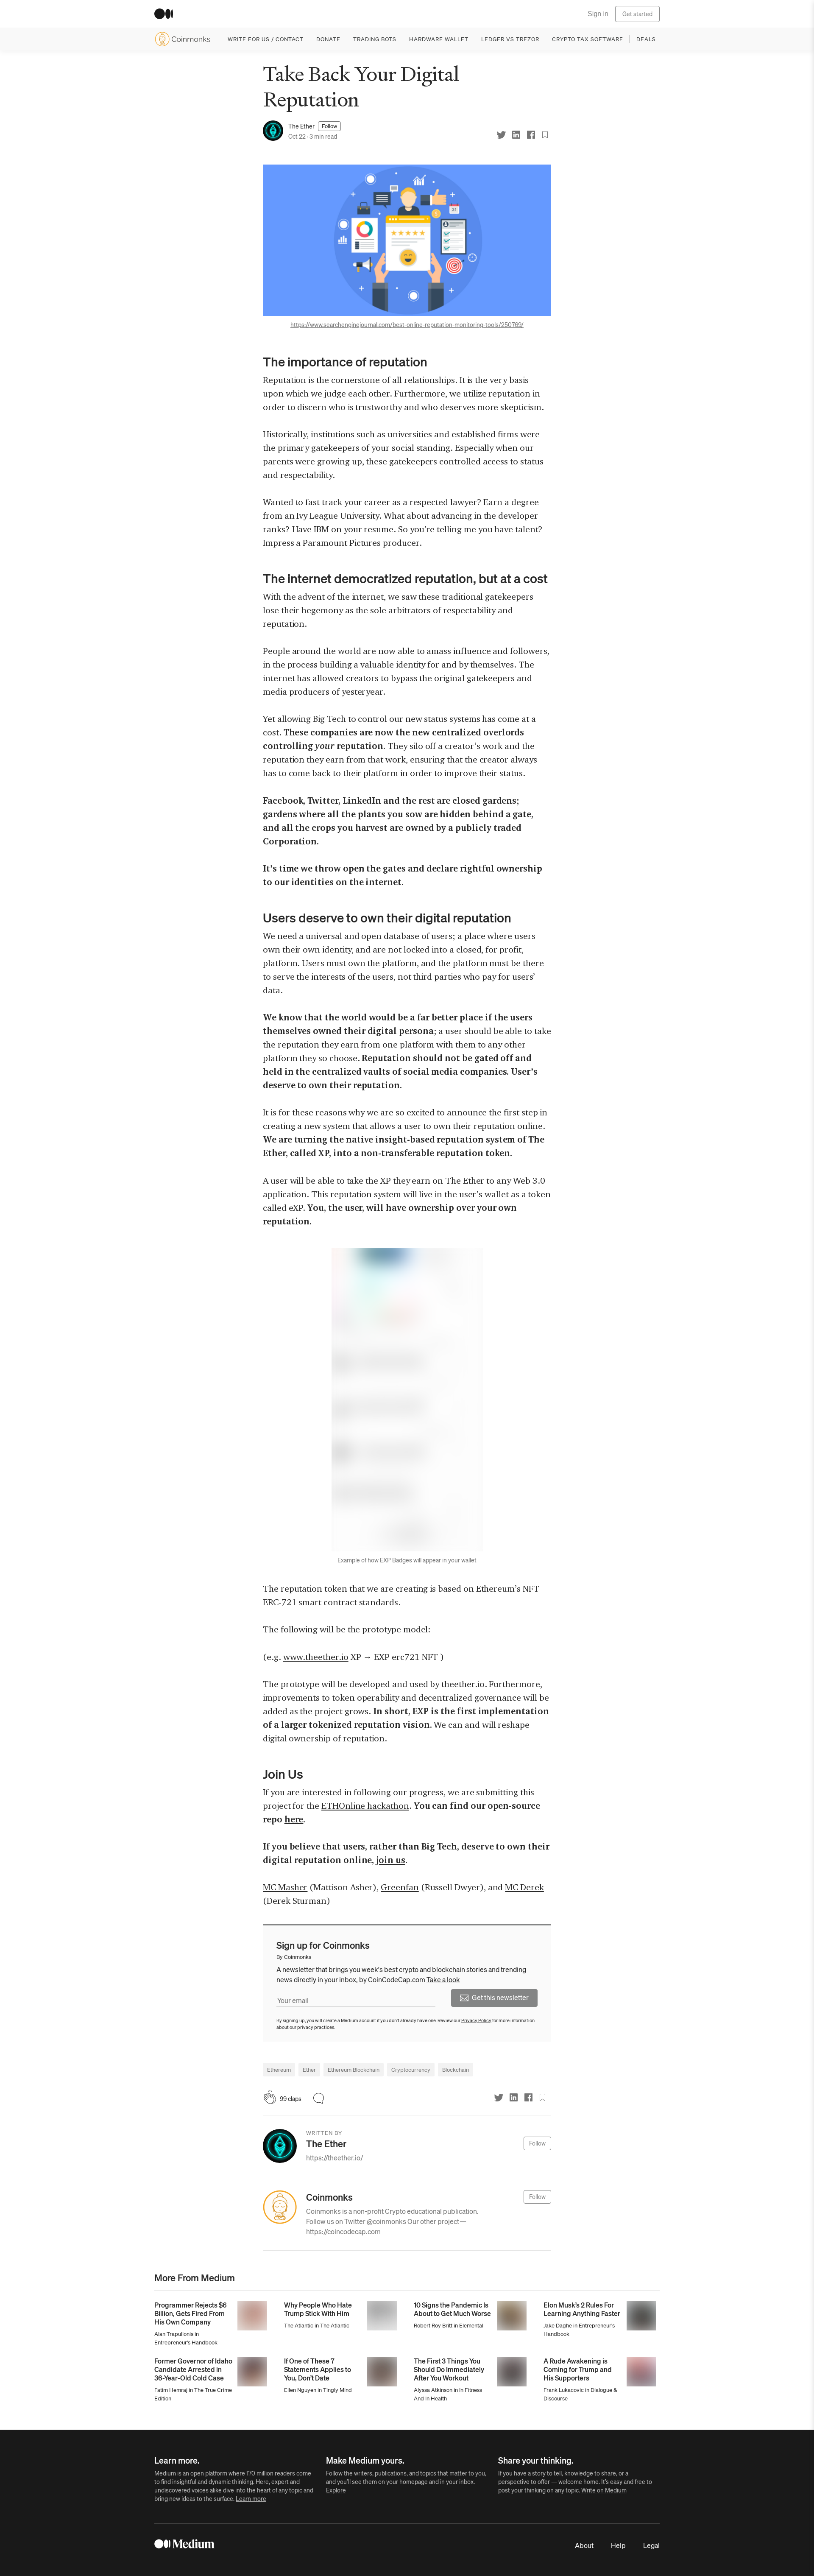 Sign in
Get started
Coinmonks
WRITE FOR US / CONTACT
DONATE
TRADING BOTS
HARDWARE WALLET
LEDGER VS TREZOR
CRYPTO TAX SOFTWARE
DEALS
Take Back Your Digital
Reputation
The Ether
Follow
Oct 22 · 3 min read
https://www.searchenginejournal.com/best-online-reputation-monitoring-tools/250769/
The importance of reputation
Reputation is the cornerstone of all relationships. It is the very basis
upon which we judge each other. Furthermore, we utilize reputation in
order to discern who is trustworthy and who deserves more skepticism.
Historically, institutions such as universities and established firms were
the primary gatekeepers of your social standing. Especially when our
parents were growing up, these gatekeepers controlled access to status
and respectability.
Wanted to fast track your career as a respected lawyer? Earn a degree
from an Ivy League University. What about advancing in the developer
ranks? Have IBM on your resume. So you're telling me you have talent?
Impress a Paramount Pictures producer.
The internet democratized reputation, but at a cost
With the advent of the internet, we saw these traditional gatekeepers
lose their hegemony as the sole arbitrators of respectability and
reputation.
People around the world are now able to amass influence and followers,
in the process building a valuable identity for and by themselves. The
internet has allowed creators to bypass the original gatekeepers and
media producers of yesteryear.
Yet allowing Big Tech to control our new status systems has come at a
cost. These companies are now the new centralized overlords
controlling your reputation. They silo off a creator's work and the
reputation they earn from that work, ensuring that the creator always
has to come back to their platform in order to improve their status.
Facebook, Twitter, LinkedIn and the rest are closed gardens;
gardens where all the plants you sow are hidden behind a gate,
and all the crops you harvest are owned by a publicly traded
Corporation.
It's time we throw open the gates and declare rightful ownership
to our identities on the internet.
Users deserve to own their digital reputation
We need a universal and open database of users; a place where users
own their own identity, and are not locked into a closed, for profit,
platform. Users must own the platform, and the platform must be there
to serve the interests of the users, not third parties who pay for users'
data.
We know that the world would be a far better place if the users
themselves owned their digital persona; a user should be able to take
the reputation they earn from one platform with them to any other
platform they so choose. Reputation should not be gated off and
held in the centralized vaults of social media companies. User's
deserve to own their reputation.
It is for these reasons why we are so excited to announce the first step in
creating a new system that allows a user to own their reputation online.
We are turning the native insight-based reputation system of The
Ether, called XP, into a non-transferable reputation token.
A user will be able to take the XP they earn on The Ether to any Web 3.0
application. This reputation system will live in the user's wallet as a token
called eXP. You, the user, will have ownership over your own
reputation.
Example of how EXP Badges will appear in your wallet
The reputation token that we are creating is based on Ethereum's NFT
ERC-721 smart contract standards.
The following will be the prototype model:
(e.g. www.theether.io XP → EXP erc721 NFT )
The prototype will be developed and used by theether.io. Furthermore,
improvements to token operability and decentralized governance will be
added as the project grows. In short, EXP is the first implementation
of a larger tokenized reputation vision. We can and will reshape
digital ownership of reputation.
Join Us
If you are interested in following our progress, we are submitting this
project for the ETHOnline hackathon. You can find our open-source
repo here.
If you believe that users, rather than Big Tech, deserve to own their
digital reputation online, join us.
MC Masher (Mattison Asher), Greenfan (Russell Dwyer), and MC Derek
(Derek Sturman)
Sign up for Coinmonks
By Coinmonks
A newsletter that brings you week's best crypto and blockchain stories and trending
news directly in your inbox, by CoinCodeCap.com Take a look
Your email
Get this newsletter
By signing up, you will create a Medium account if you don't already have one. Review our Privacy Policy for more information
about our privacy practices.
Ethereum
Ether
Ethereum Blockchain
Cryptocurrency
Blockchain
99 claps
WRITTEN BY
The Ether
Follow
https://theether.io/
Coinmonks
Follow
Coinmonks is a non-profit Crypto educational publication.
Follow us on Twitter @coinmonks Our other project —
https://coincodecap.com
More From Medium
Programmer Rejects $6
Billion, Gets Fired From
His Own Company
Alan Trapulionis in
Entrepreneur's Handbook
Why People Who Hate
Trump Stick With Him
The Atlantic in The Atlantic
10 Signs the Pandemic Is
About to Get Much Worse
Robert Roy Britt in Elemental
Elon Musk's 2 Rules For
Learning Anything Faster
Jake Daghe in Entrepreneur's
Handbook
Former Governor of Idaho
Candidate Arrested in
36-Year-Old Cold Case
Fatim Hemraj in The True Crime
Edition
If One of These 7
Statements Applies to
You, Don't Date
Ellen Nguyen in Tingly Mind
The First 3 Things You
Should Do Immediately
After You Workout
Alyssa Atkinson in In Fitness
And In Health
A Rude Awakening is
Coming for Trump and
His Supporters
Frank Lukacovic in Dialogue &
Discourse
Learn more.
Medium is an open platform where 170 million readers come
to find insightful and dynamic thinking. Here, expert and
undiscovered voices alike dive into the heart of any topic and
bring new ideas to the surface. Learn more
Make Medium yours.
Follow the writers, publications, and topics that matter to you,
and you'll see them on your homepage and in your inbox.
Explore
Share your thinking.
If you have a story to tell, knowledge to share, or a
perspective to offer — welcome home. It's easy and free to
post your thinking on any topic. Write on Medium
Medium
About
Help
Legal